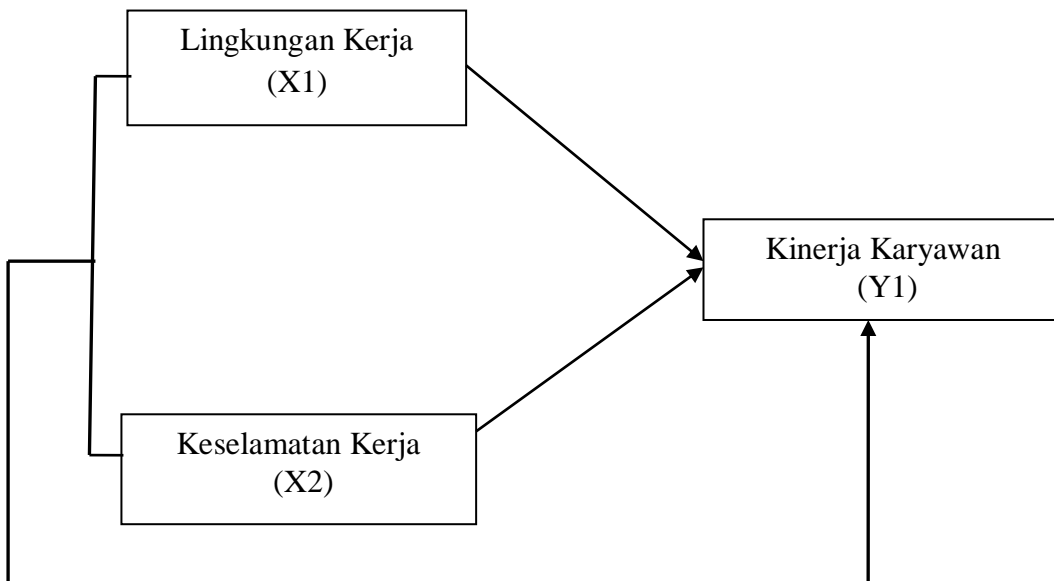 Lingkungan Kerja
(X1)
Kinerja Karyawan
(Y1)
Keselamatan Kerja
(X2)